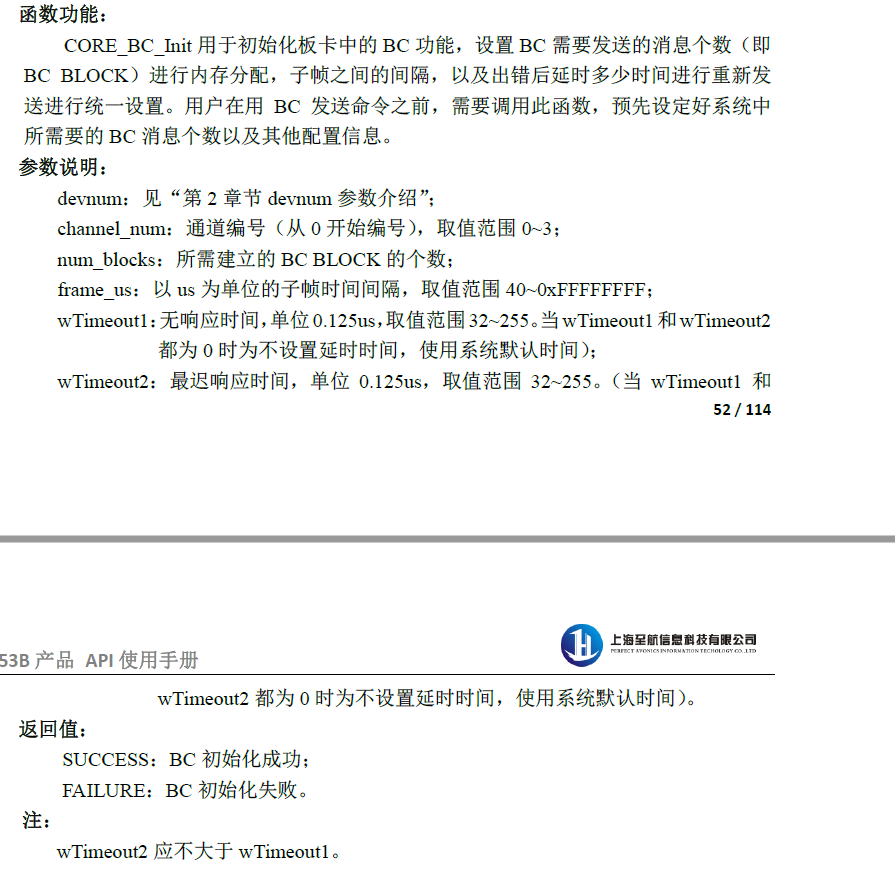 函数功能：
CORE_BC_Init 用于初始化板卡中的 BC 功能，设置 BC 需要发送的消息个数（即
BC BLOCK）进行内存分配，子帧之间的间隔，以及出错后延时多少时间进行重新发
送进行统一设置。用户在用 BC 发送命令之前，需要调用此函数，预先设定好系统中
所需要的 BC 消息个数以及其他配置信息。
参数说明：
devnum：见“第 2 章节 devnum 参数介绍”；
channel_num：通道编号（从 0 开始编号），取值范围 0~3；
num_blocks：所需建立的 BC BLOCK 的个数；
frame_us：以 us 为单位的子帧时间间隔，取值范围 40~0xFFFFFFFF；
wTimeout1：无响应时间，单位 0.125us，取值范围 32~255。当 wTimeout1 和 wTimeout2
都为 0 时为不设置延时时间，使用系统默认时间）；
wTimeout2：最迟响应时间，单位 0.125us，取值范围 32~255。（当 wTimeout1 和
52 / 114
上海至航信息科技有限公司
PERFECT AVONICS INFORMATION TECHOLOGY CO.,LTD
53B 产品 API 使用手册
wTimeout2 都为 0 时为不设置延时时间，使用系统默认时间）。
返回值：
SUCCESS：BC 初始化成功；
FAILURE：BC 初始化失败。
注：
wTimeout2 应不大于 wTimeout1。